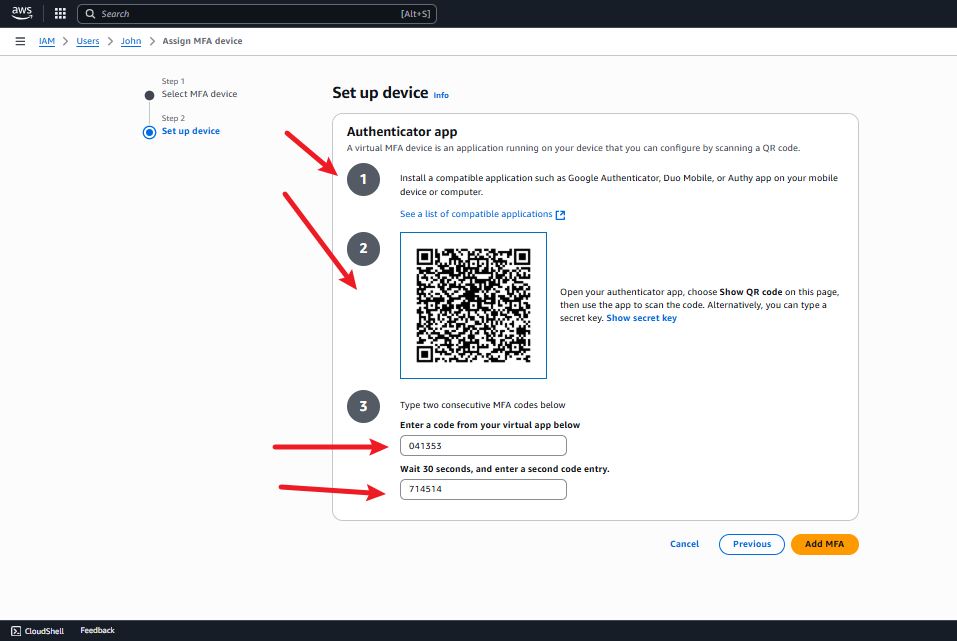 aws
Search [Alt+S]
IAM Users John Assign MFA device
Step 1
Select MFA device
Step 2
Set up device
Set up device Info
Authenticator app
A virtual MFA device is an application running on your device that you can configure by scanning a QR code.
1
Install a compatible application such as Google Authenticator, Duo Mobile, or Authy app on your mobile
device or computer.
See a list of compatible applications
2
Open your authenticator app, choose Show QR code on this page,
then use the app to scan the code. Alternatively, you can type a
secret key. Show secret key
3
Type two consecutive MFA codes below
Enter a code from your virtual app below
041353
Wait 30 seconds, and enter a second code entry.
714514
Cancel Previous Add MFA
CloudShell Feedback